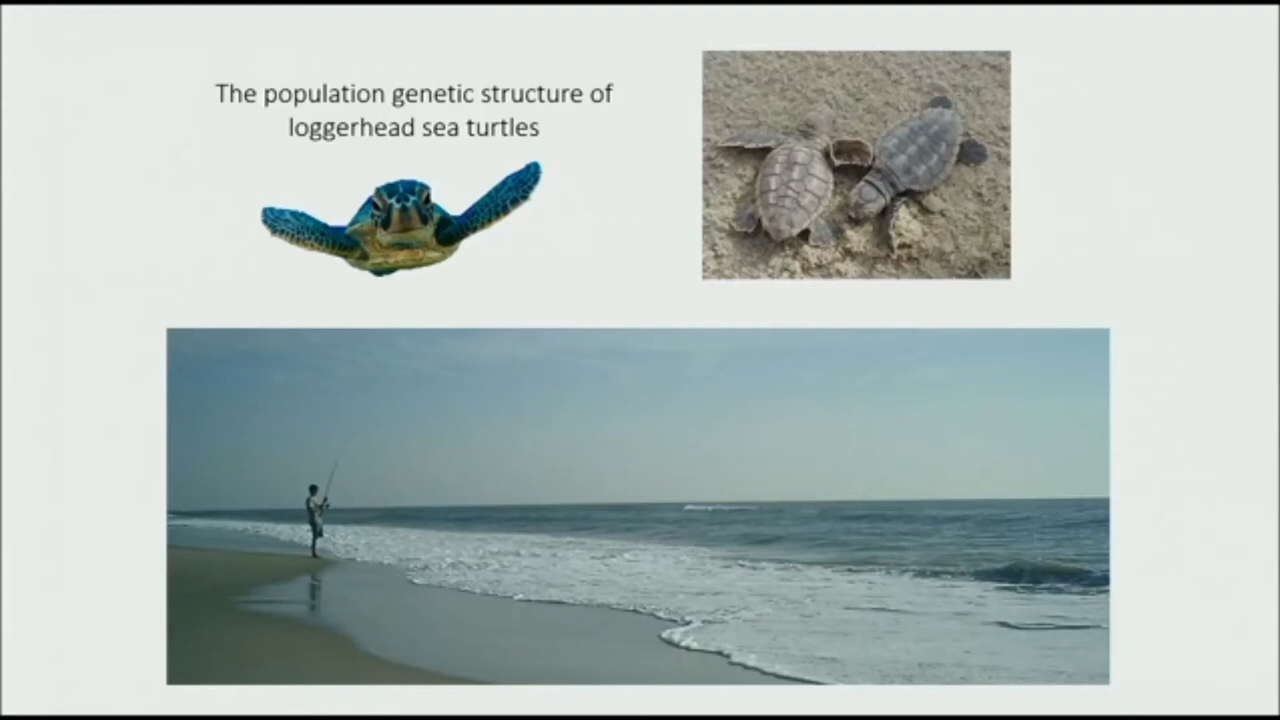 The population genetic structure of
loggerhead sea turtles